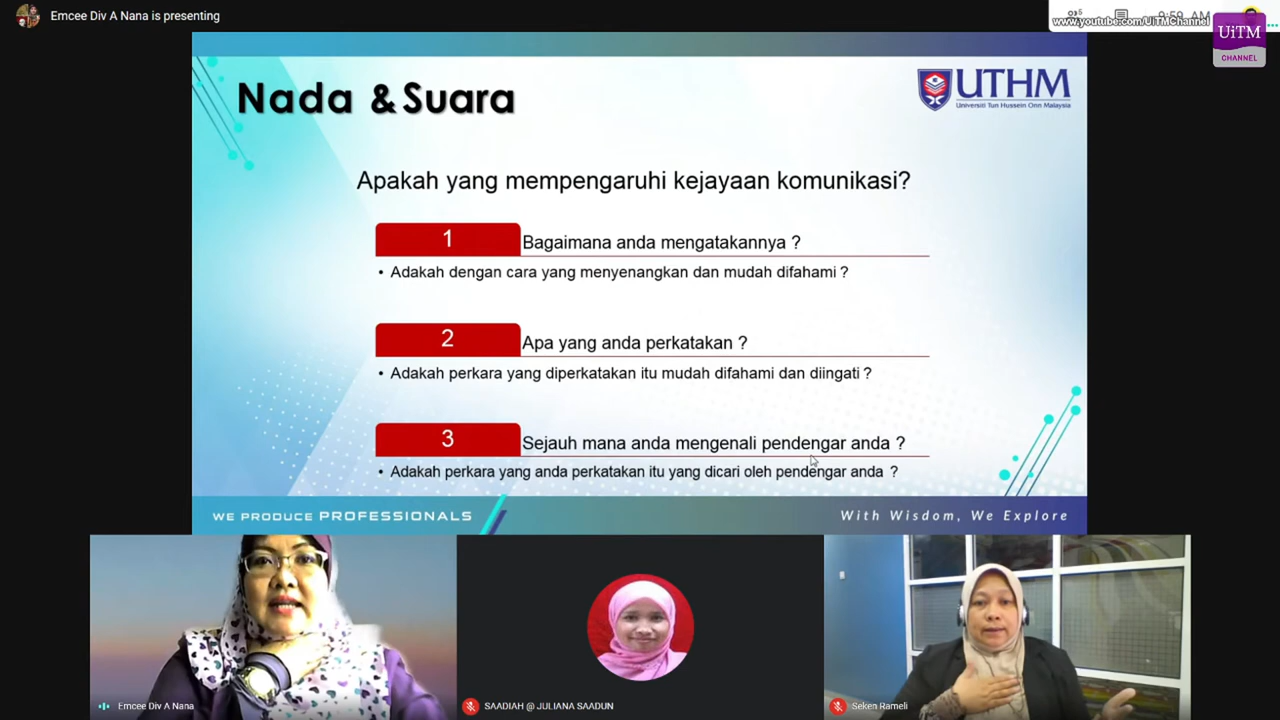 Emcee Div A Nana is presenting
www.youtube.com/UiTMChannel
UiTM
CHANNEL
Nada & Suara
UTHM
Universiti Tun Hussein Onn Malaysia
Apakah yang mempengaruhi kejayaan komunikasi?
1
Bagaimana anda mengatakannya ?
• Adakah dengan cara yang menyenangkan dan mudah difahami ?
2
Apa yang anda perkatakan ?
• Adakah perkara yang diperkatakan itu mudah difahami dan diingati ?
3
Sejauh mana anda mengenali pendengar anda ?
• Adakah perkara yang anda perkatakan itu yang dicari oleh pendengar anda ?
WE PRODUCE PROFESSIONALS
With Wisdom, We Explore
Emcee Div A Nana
SAADIAH @ JULIANA SAADUN
Seken Rameli